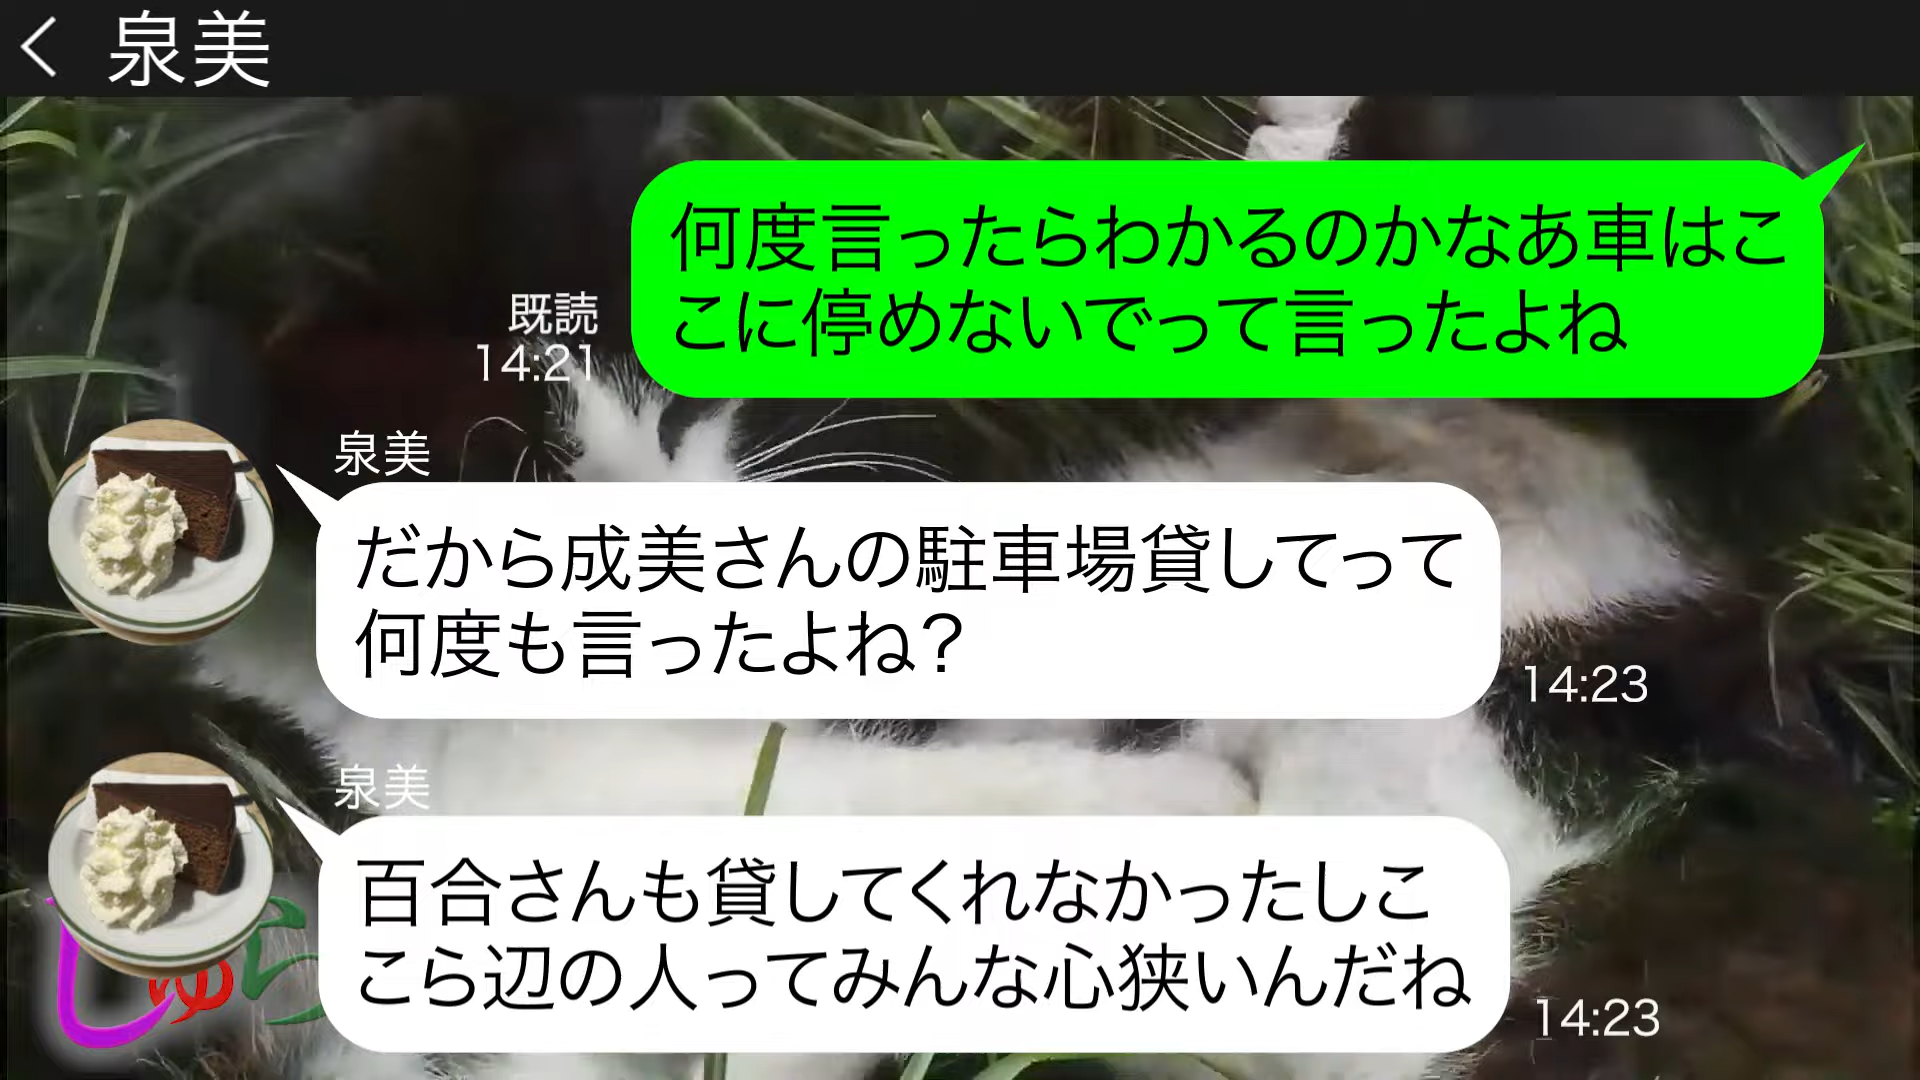 泉美
何度言ったらわかるのかなあ車はこ
こに停めないでって言ったよね
既読
14:21
泉美
だから成美さんの駐車場貸してって
何度も言ったよね？
14:23
泉美
百合さんも貸してくれなかったしこ
こら辺の人ってみんな心狭いんだね
14:23
しゅら